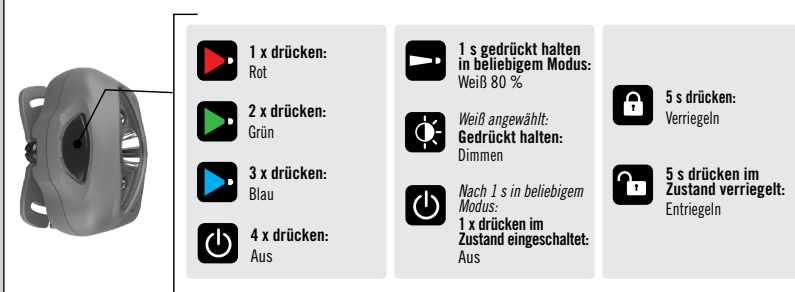 1 x drücken:
Rot
2 x drücken:
Grün
3 x drücken:
Blau
4 x drücken:
Aus
1 s gedrückt halten
in beliebigem Modus:
Weiß 80 %
Weiß angewählt:
Gedrückt halten:
Dimmen
Nach 1 s in beliebigem
Modus:
1 x drücken im
Zustand eingeschaltet:
Aus
5 s drücken:
Verriegeln
5 s drücken im
Zustand verriegelt:
Entriegeln